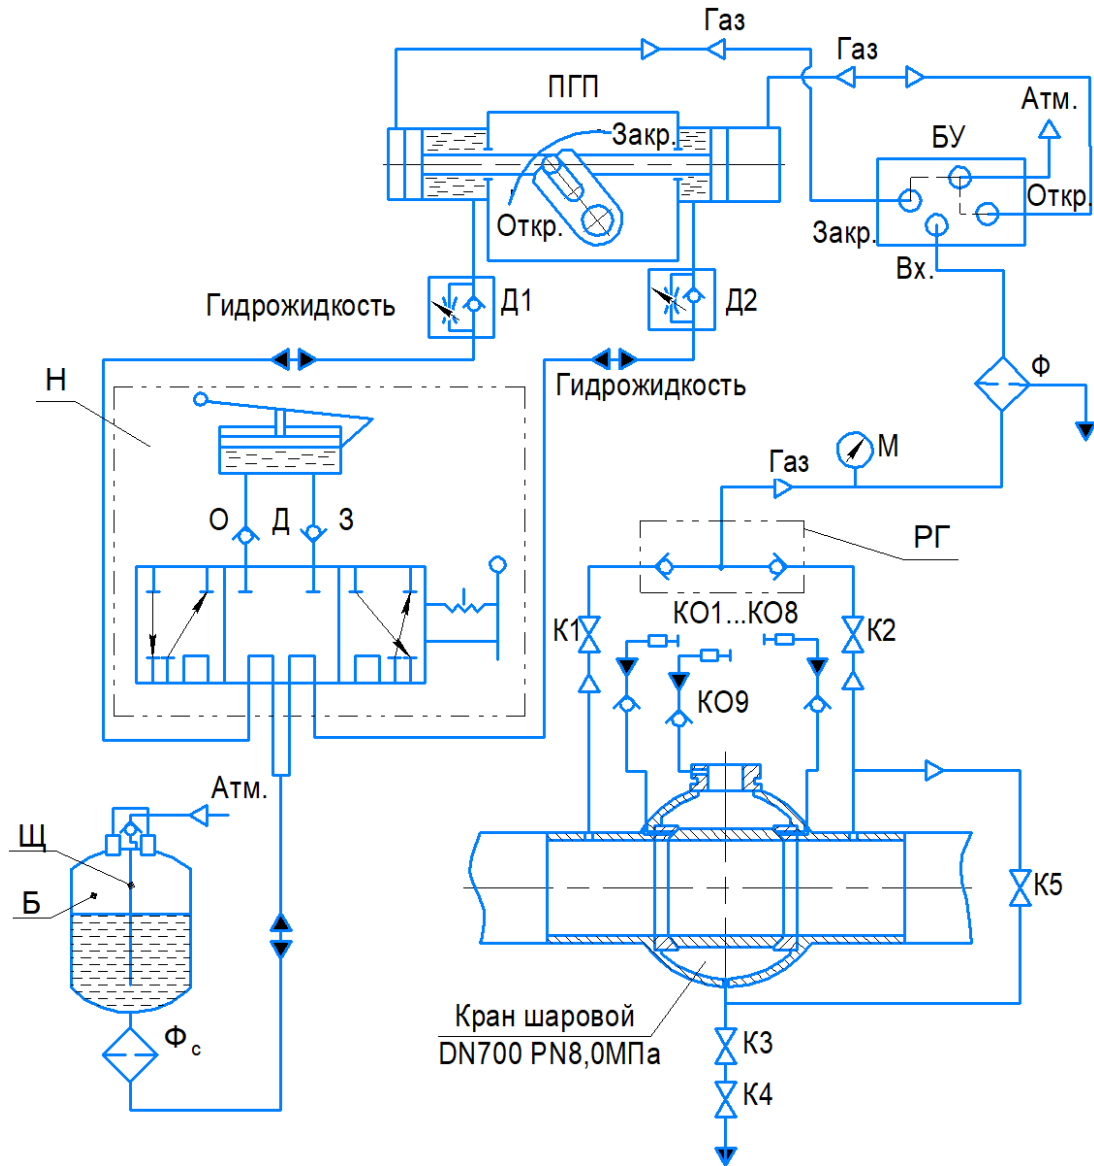 Газ
Газ
ПГП
Атм.
Закр.
БУ
Откр.
Откр.
Закр.
Вх.
Гидрожидкость
Д1
Д2
Гидрожидкость
Н
Ф
М
Газ
О
Д
З
РГ
КО1...КО8
К1
К2
КО9
Атм.
Щ
Б
К5
Кран шаровой
DN700 PN8,0МПа
Фс
К3
К4